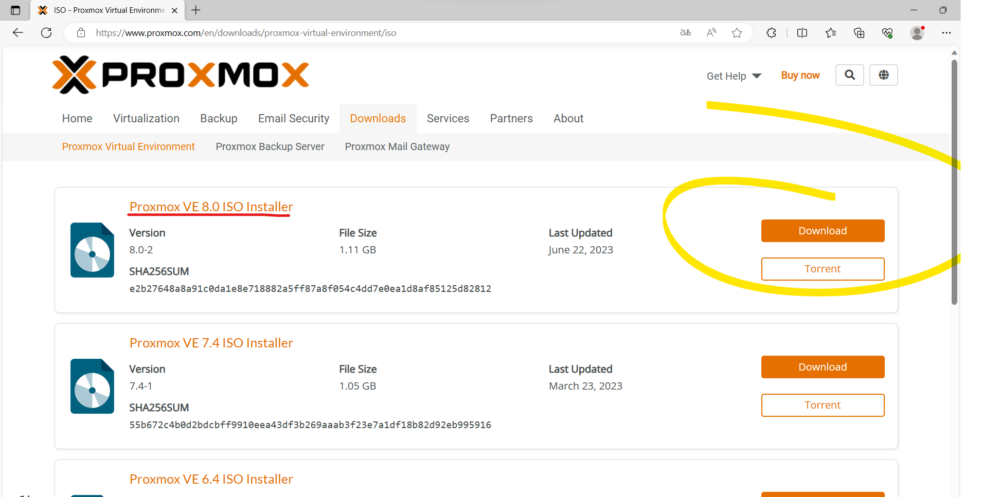 ISO - Proxmox Virtual Environme
https://www.proxmox.com/en/downloads/proxmox-virtual-environment/iso
PROXMOX
Get Help
Buy now
Home Virtualization Backup Email Security Downloads Services Partners About
Proxmox Virtual Environment Proxmox Backup Server Proxmox Mail Gateway
Proxmox VE 8.0 ISO Installer
Version File Size Last Updated
8.0-2 1.11 GB June 22, 2023
Download
SHA256SUM
Torrent
e2b27648a8a91c0da1e8e718882a5ff87a8f054c4dd7e0ea1d8af85125d82812
Proxmox VE 7.4 ISO Installer
Version File Size Last Updated
7.4-1 1.05 GB March 23, 2023
Download
SHA256SUM
Torrent
55b672c4b0d2bdcbff9910eea43df3b269aaab3f23e7a1df18b82d92eb995916
Proxmox VE 6.4 ISO Installer